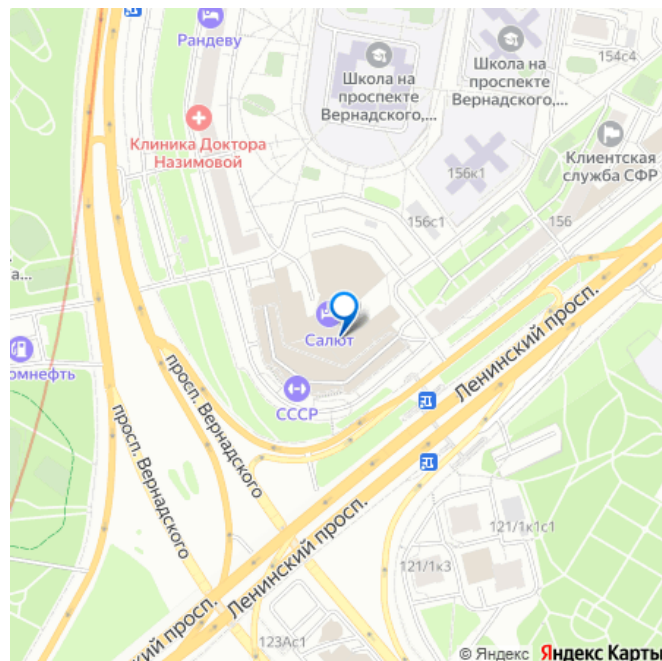 Рандеву
Школа на
проспекте
Вернадского,...
Школа на
проспекте
Вернадского,...
154с4
Клиника Доктора
Назимовой
156к1
Клиентская
служба СФР
156с1
156
а...
Салют
СССР
омнефть
просп. Вернадского
просп. Вернадского
Ленинский просп.
Ленинский просп.
ский просп.
121/1к1с1
121/1к3
123Ас1
© Яндекс Яндекс Карты